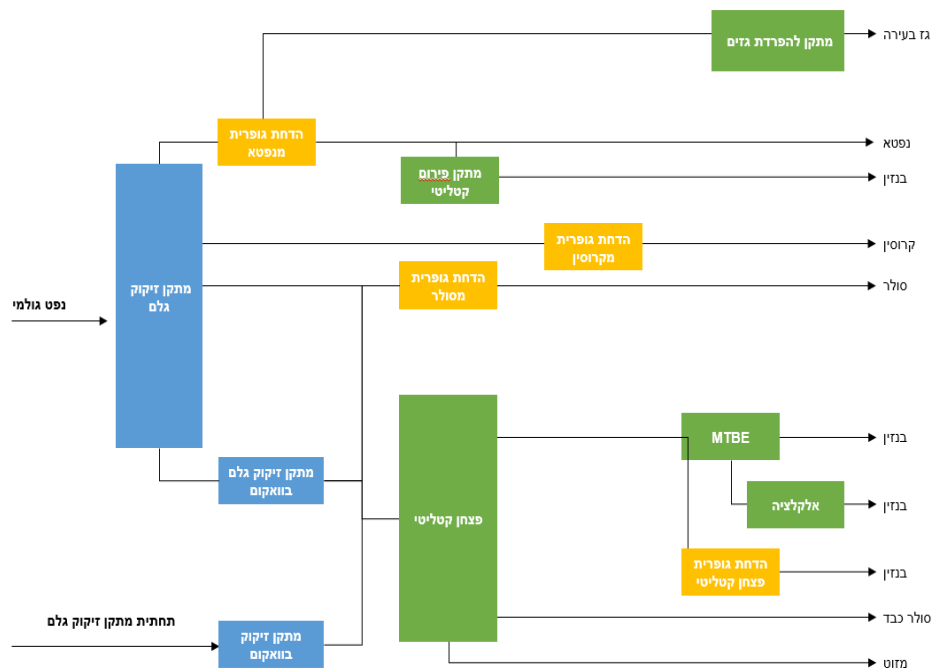 מתקן להפרדת גזים
גז בעירה
הדחת גופרית
מנפטא
נפטא
מתקן פירום
קטליטי
בנזין
הדחת גופרית
מקרוסין
קרוסין
מתקן זיקוק
גלם
הדחת גופרית
מסולר
סולר
נפט גולמי
MTBE
בנזין
מתקן זיקוק גלם
בוואקום
פצחן קטליטי
אלקלציה
בנזין
הדחת גופרית
פצחן קטליטי
בנזין
תחתית מתקן זיקוק גלם
סולר כבד
מתקן זיקוק
בוואקום
מזוט